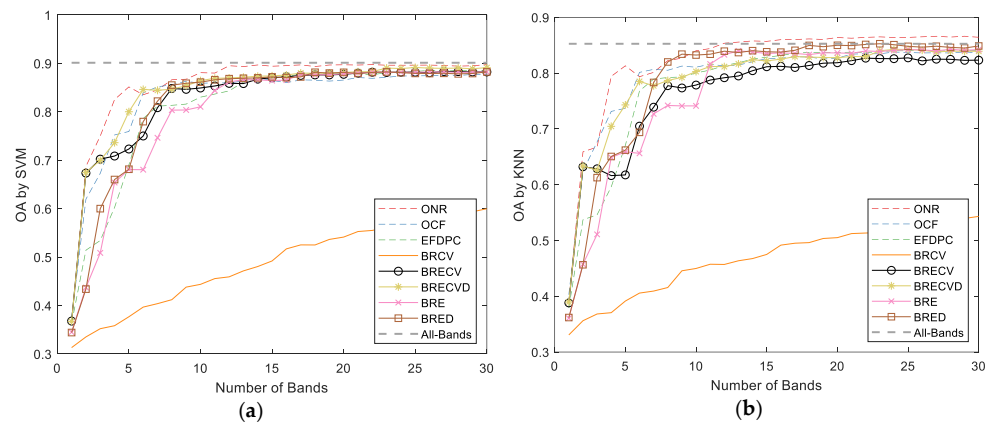 1
0.9
0.8
0.7
0.6
0.5
0.4
0.3
OA by SVM
0 5 10 15 20 25 30
Number of Bands
ONR
OCF
EFDPC
BRCV
BRECV
BRECVD
BRE
BRED
All-Bands
(a)
0.9
0.8
0.7
0.6
0.5
0.4
0.3
OA by KNN
0 5 10 15 20 25 30
Number of Bands
ONR
OCF
EFDPC
BRCV
BRECV
BRECVD
BRE
BRED
All-Bands
(b)